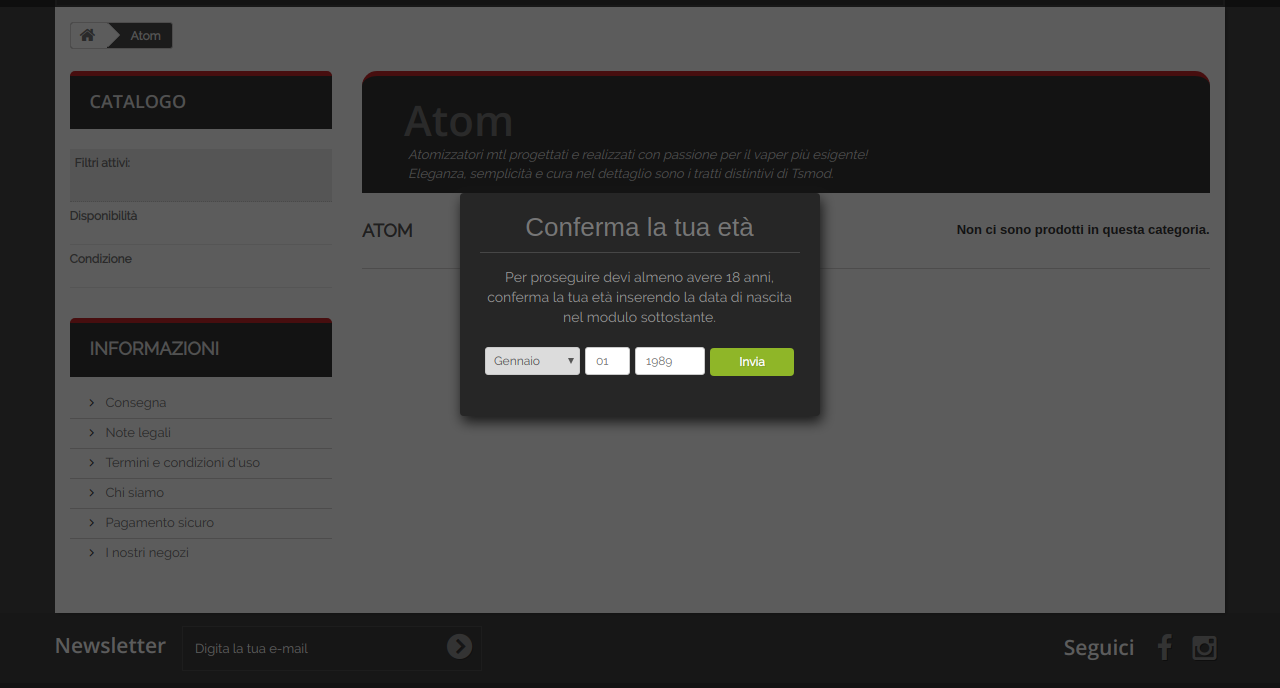 Atom
CATALOGO
Filtri attivi:
Disponibilità
Condizione
INFORMAZIONI
Consegna
Note legali
Termini e condizioni d'uso
Chi siamo
Pagamento sicuro
I nostri negozi
Atom
Atomizzatori mtl progettati e realizzati con passione per il vaper più esigente!
Eleganza, semplicità e cura nel dettaglio sono i tratti distintivi di Tsmod.
ATOM
Non ci sono prodotti in questa categoria.
Conferma la tua età
Per proseguire devi almeno avere 18 anni,
conferma la tua età inserendo la data di nascita
nel modulo sottostante.
Gennaio 01 1989 Invia
Newsletter Digita la tua e-mail Seguici